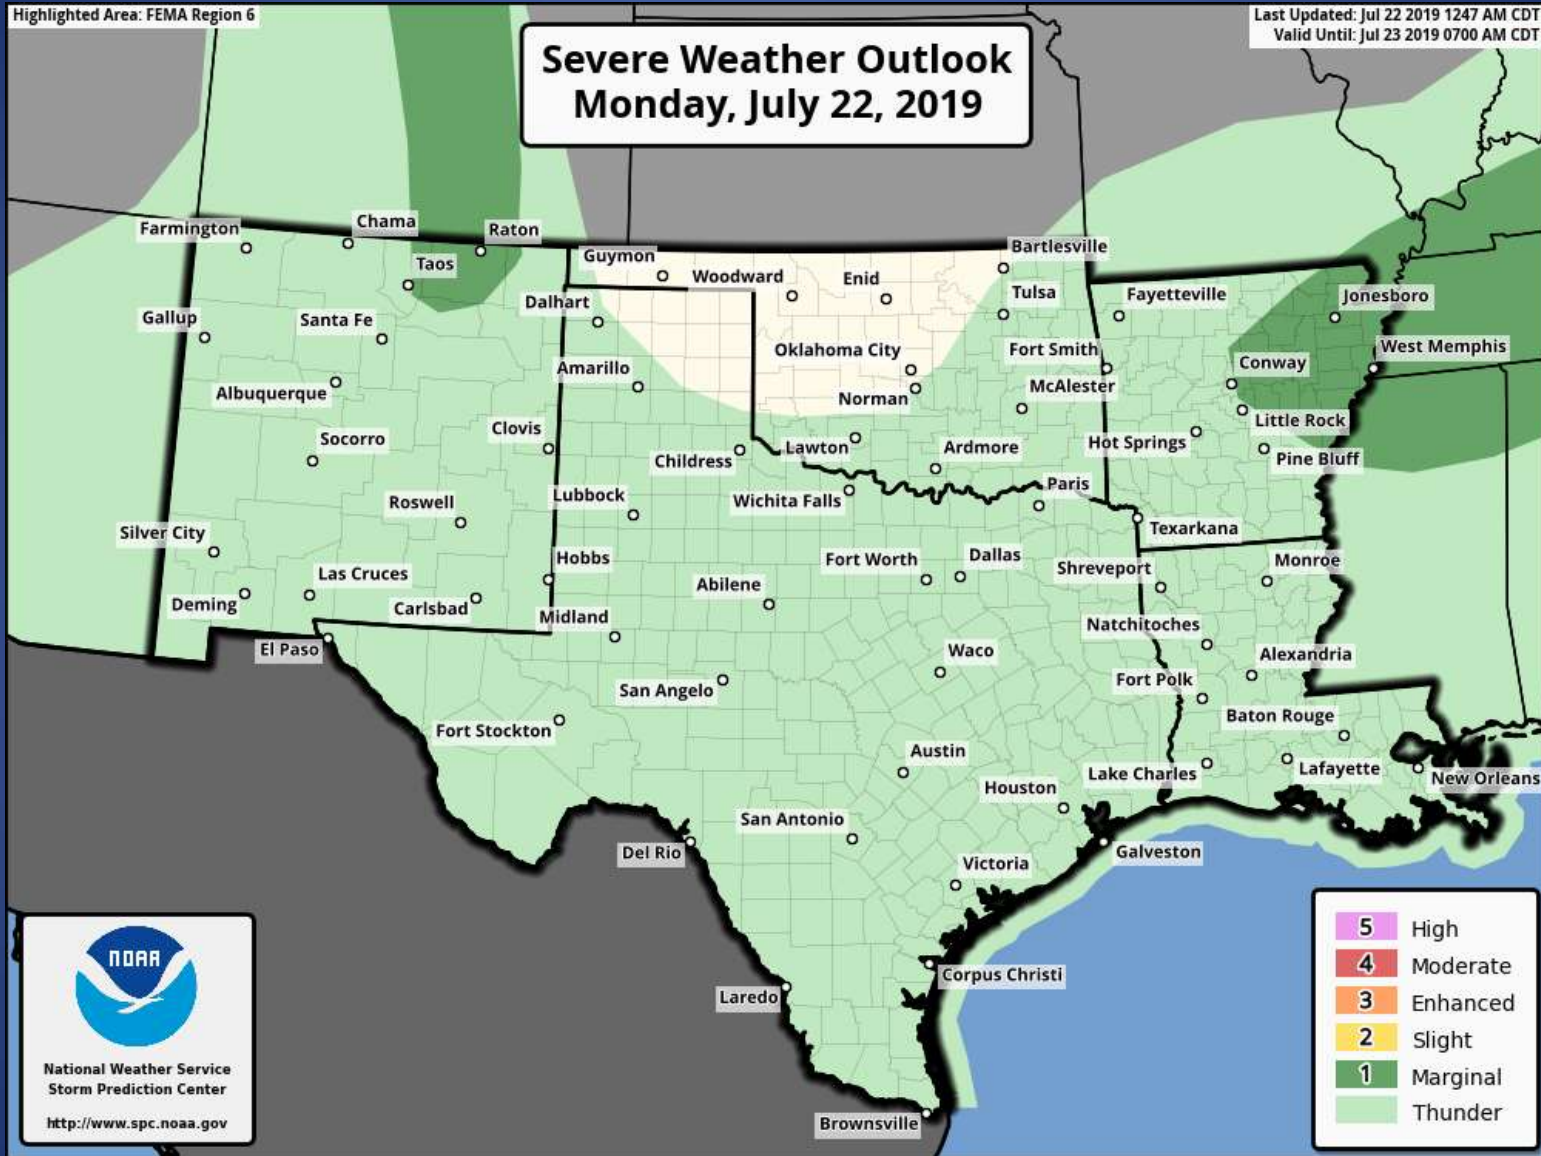 Highlighted Area: FEMA Region 6
Last Updated: Jul 22 2019 1247 AM CDT
Valid Until: Jul 23 2019 0700 AM CDT
Severe Weather Outlook
Monday, July 22, 2019
Farmington
Chama
Raton
Taos
Guymon
Woodward
Enid
Bartlesville
Tulsa
Fayetteville
Jonesboro
Gallup
Santa Fe
Dalhart
Oklahoma City
Fort Smith
West Memphis
Conway
Amarillo
McAlester
Albuquerque
Norman
Little Rock
Socorro
Clovis
Childress
Lawton
Ardmore
Hot Springs
Pine Bluff
Roswell
Lubbock
Wichita Falls
Paris
Silver City
Texarkana
Las Cruces
Hobbs
Fort Worth
Dallas
Shreveport
Monroe
Deming
Carlsbad
Abilene
Midland
Natchitoches
El Paso
Waco
Alexandria
San Angelo
Fort Polk
Fort Stockton
Baton Rouge
Austin
Lake Charles
Lafayette
New Orleans
Houston
San Antonio
Del Rio
Galveston
Victoria
Corpus Christi
Laredo
Brownsville
NOAA
National Weather Service
Storm Prediction Center
http://www.spc.noaa.gov
5 High
4 Moderate
3 Enhanced
2 Slight
1 Marginal
Thunder